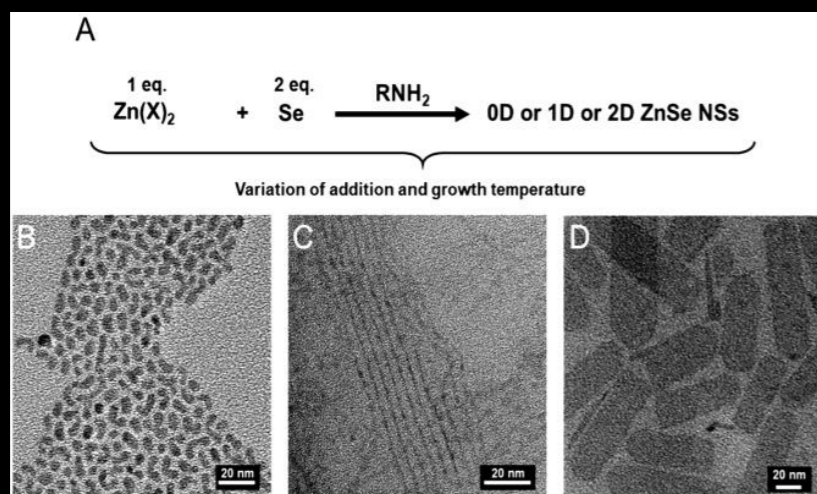 A
1 eq. 2 eq.
Zn(X)₂ + Se RNH₂ 0D or 1D or 2D ZnSe NSs
Variation of addition and growth temperature
B C D
20 nm 20 nm 20 nm